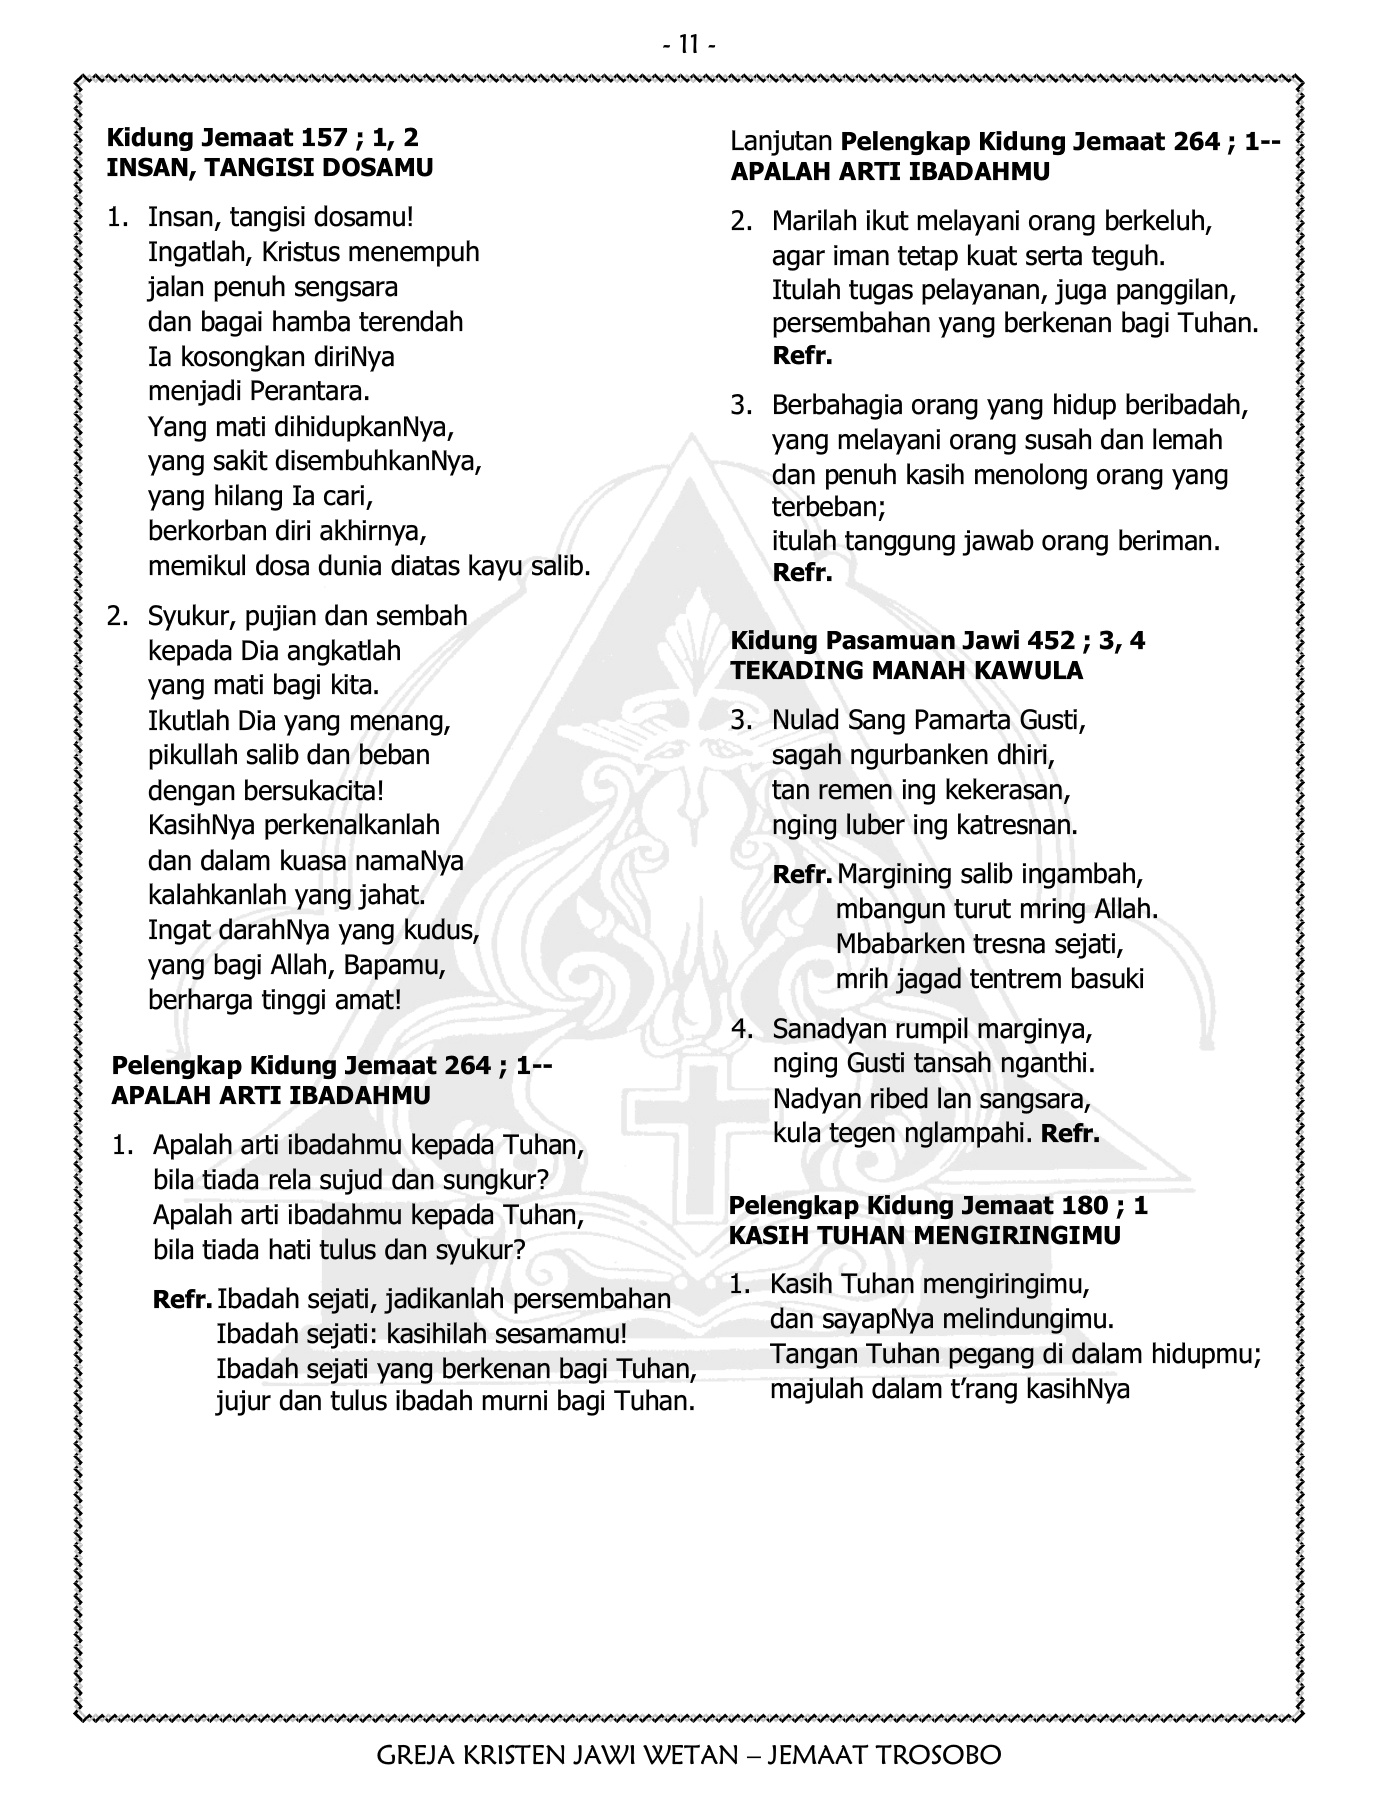 - 11 -
Kidung Jemaat 157 ; 1, 2
INSAN, TANGISI DOSAMU
1. Insan, tangisi dosamu!
Ingatlah, Kristus menempuh
jalan penuh sengsara
dan bagai hamba terendah
Ia kosongkan diriNya
menjadi Perantara.
Yang mati dihidupkanNya,
yang sakit disembuhkanNya,
yang hilang Ia cari,
berkorban diri akhirnya,
memikul dosa dunia diatas kayu salib.
2. Syukur, pujian dan sembah
kepada Dia angkatlah
yang mati bagi kita.
Ikutlah Dia yang menang,
pikullah salib dan beban
dengan bersukacita!
KasihNya perkenalkanlah
dan dalam kuasa namaNya
kalahkanlah yang jahat.
Ingat darahNya yang kudus,
yang bagi Allah, Bapamu,
berharga tinggi amat!
Pelengkap Kidung Jemaat 264 ; 1--
APALAH ARTI IBADAHMU
1. Apalah arti ibadahmu kepada Tuhan,
bila tiada rela sujud dan sungkur?
Apalah arti ibadahmu kepada Tuhan,
bila tiada hati tulus dan syukur?
Refr. Ibadah sejati, jadikanlah persembahan
Ibadah sejati: kasihilah sesamamu!
Ibadah sejati yang berkenan bagi Tuhan,
jujur dan tulus ibadah murni bagi Tuhan.
Lanjutan Pelengkap Kidung Jemaat 264 ; 1--
APALAH ARTI IBADAHMU
2. Marilah ikut melayani orang berkeluh,
agar iman tetap kuat serta teguh.
Itulah tugas pelayanan, juga panggilan,
persembahan yang berkenan bagi Tuhan.
Refr.
3. Berbahagia orang yang hidup beribadah,
yang melayani orang susah dan lemah
dan penuh kasih menolong orang yang
terbeban;
itulah tanggung jawab orang beriman.
Refr.
Kidung Pasamuan Jawi 452 ; 3, 4
TEKADING MANAH KAWULA
3. Nulad Sang Pamarta Gusti,
sagah ngurbanken dhiri,
tan remen ing kekerasan,
nging luber ing katresnan.
Refr. Margining salib ingambah,
mbangun turut mring Allah.
Mbabarken tresna sejati,
mrih jagad tentrem basuki
4. Sanadyan rumpil marginya,
nging Gusti tansah nganthi.
Nadyan ribed lan sangsara,
kula tegen nglampahi. Refr.
Pelengkap Kidung Jemaat 180 ; 1
KASIH TUHAN MENGIRINGIMU
1. Kasih Tuhan mengiringimu,
dan sayapNya melindungimu.
Tangan Tuhan pegang di dalam hidupmu;
majulah dalam t’rang kasihNya
GREJA KRISTEN JAWI WETAN – JEMAAT TROSOBO